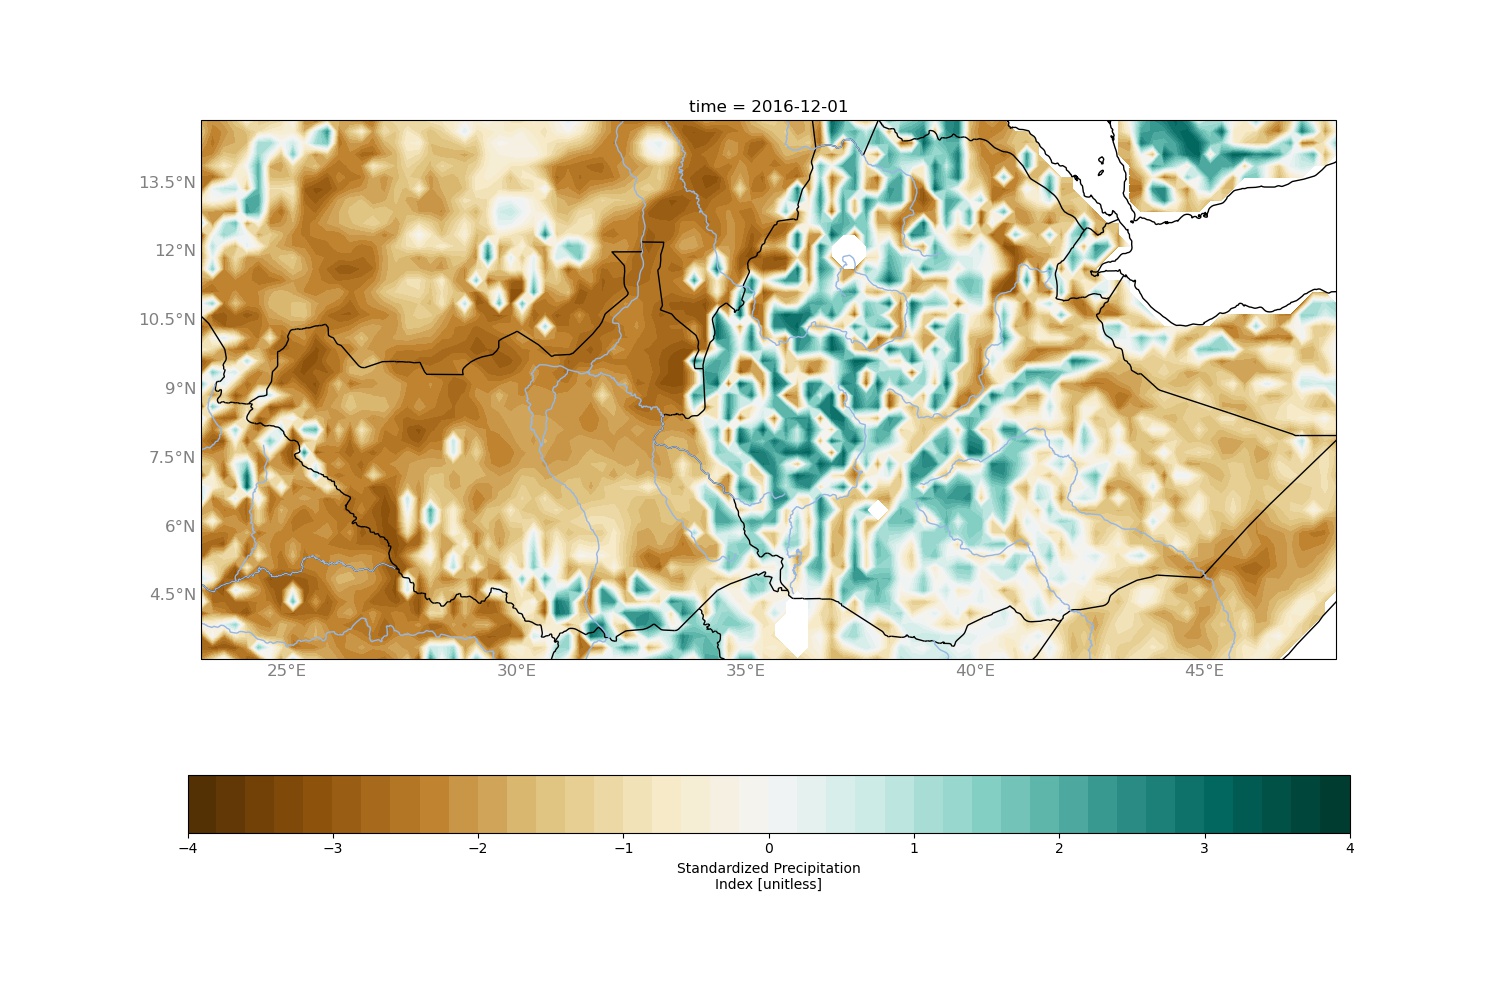 time = 2016-12-01
13.5°N
12°N
10.5°N
9°N
7.5°N
6°N
4.5°N
25°E 30°E 35°E 40°E 45°E
−4 −3 −2 −1 0 1 2 3 4
Standardized Precipitation
Index [unitless]